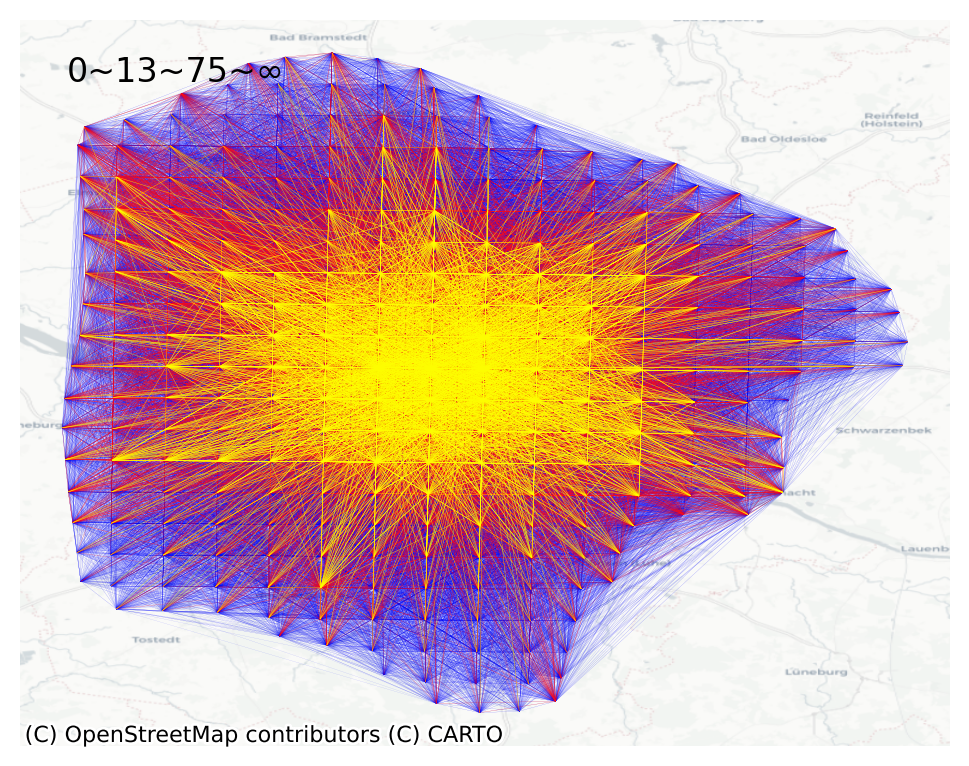 Bad Bramstedt
0~13~75~∞
Reinfeld
(Holstein)
Bad Oldesloe
Schwarzenbek
Lauenb
Tostedt
Lüneburg
(C) OpenStreetMap contributors (C) CARTO